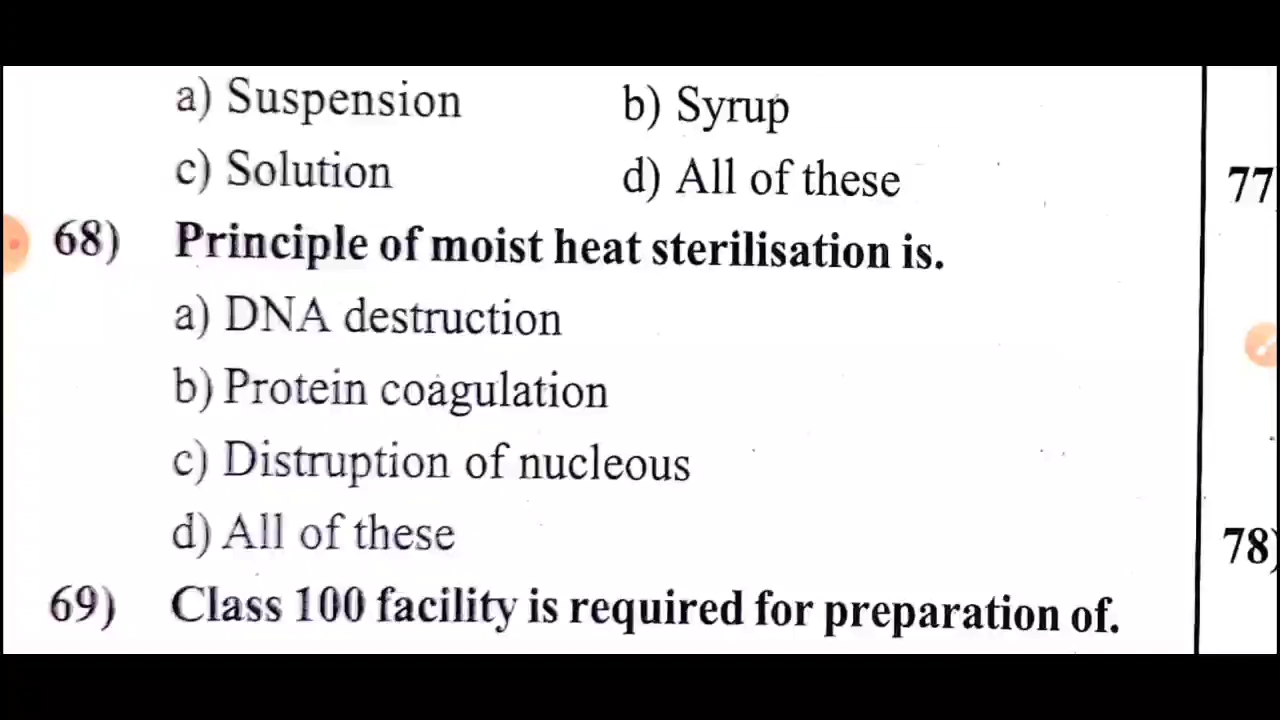 a) Suspension b) Syrup
c) Solution d) All of these
77
68) Principle of moist heat sterilisation is.
a) DNA destruction
b) Protein coagulation
c) Distruption of nucleous
d) All of these
78)
69) Class 100 facility is required for preparation of.